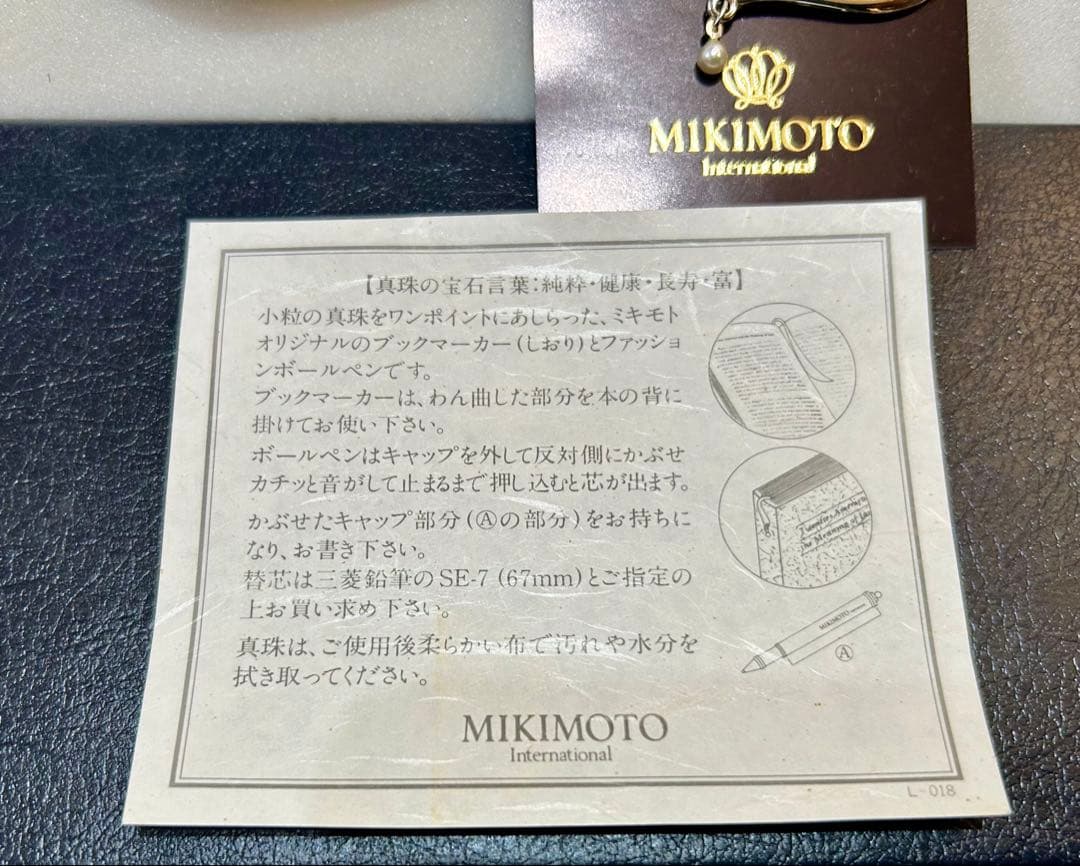 MIKIMOTO
International
【真珠の宝石言葉:純粋・健康・長寿・富】
小粒の真珠をワンポイントにあしらった、ミキモト
オリジナルのブックマーカー(しおり)とファッショ
ンボールペンです。
ブックマーカーは、わん曲した部分を本の背に
掛けてお使い下さい。
ボールペンはキャップを外して反対側にかぶせ
カチッと音がして止まるまで押し込むと芯が出ます。
かぶせたキャップ部分(Ⓐの部分)をお持ちに
なり、お書き下さい。
替芯は三菱鉛筆のSE-7(67mm)とご指定の
上お買い求め下さい。
真珠は、ご使用後柔らかい布で汚れや水分を
拭き取ってください。
MIKIMOTO
Ⓐ
MIKIMOTO
International
L-018